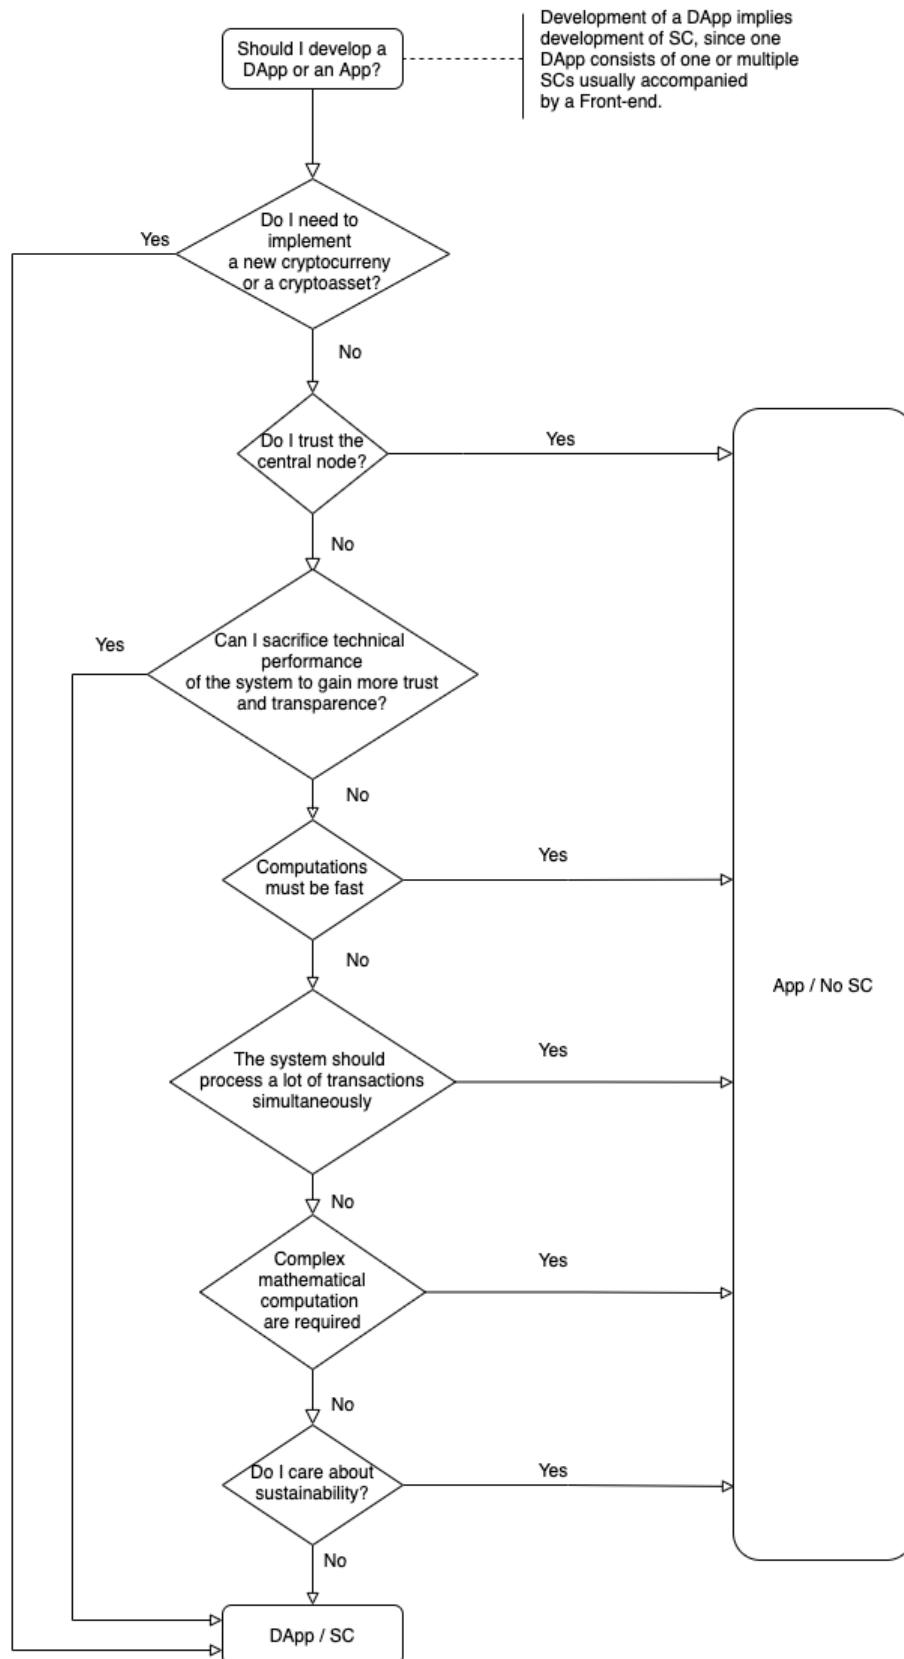 Should I develop a
DApp or an App?
Development of a DApp implies
development of SC, since one
DApp consists of one or multiple
SCs usually accompanied
by a Front-end.
Do I need to
implement
a new cryptocurreny
or a cryptoasset?
Yes
No
Do I trust the
central node?
Yes
No
Can I sacrifice technical
performance
of the system to gain more trust
and transparence?
Yes
No
Computations
must be fast
Yes
No
App / No SC
The system should
process a lot of transactions
simultaneously
Yes
No
Complex
mathematical
computation
are required
Yes
No
Do I care about
sustainability?
Yes
No
DApp / SC